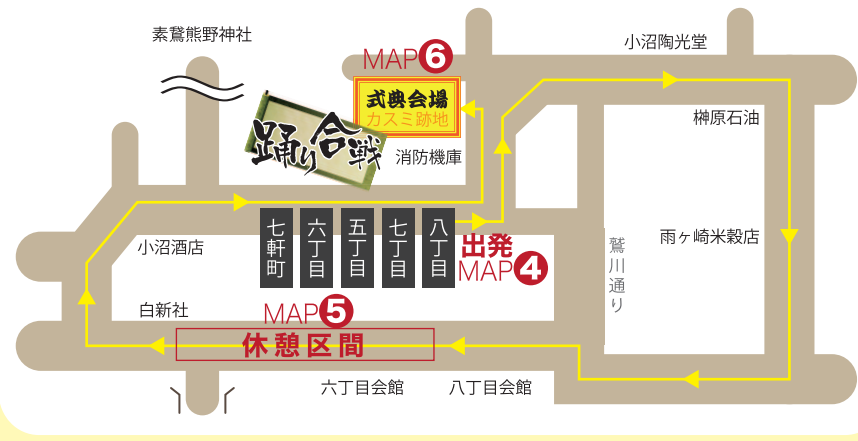 素鵞熊野神社
MAP6
小沼陶光堂
式典会場
カスミ跡地
踊り合戦
消防機庫
榊原石油
七軒町
六丁目
五丁目
七丁目
八丁目
出発
MAP4
小沼酒店
鷲川通り
雨ヶ崎米穀店
白新社
MAP5
休憩区間
六丁目会館
八丁目会館